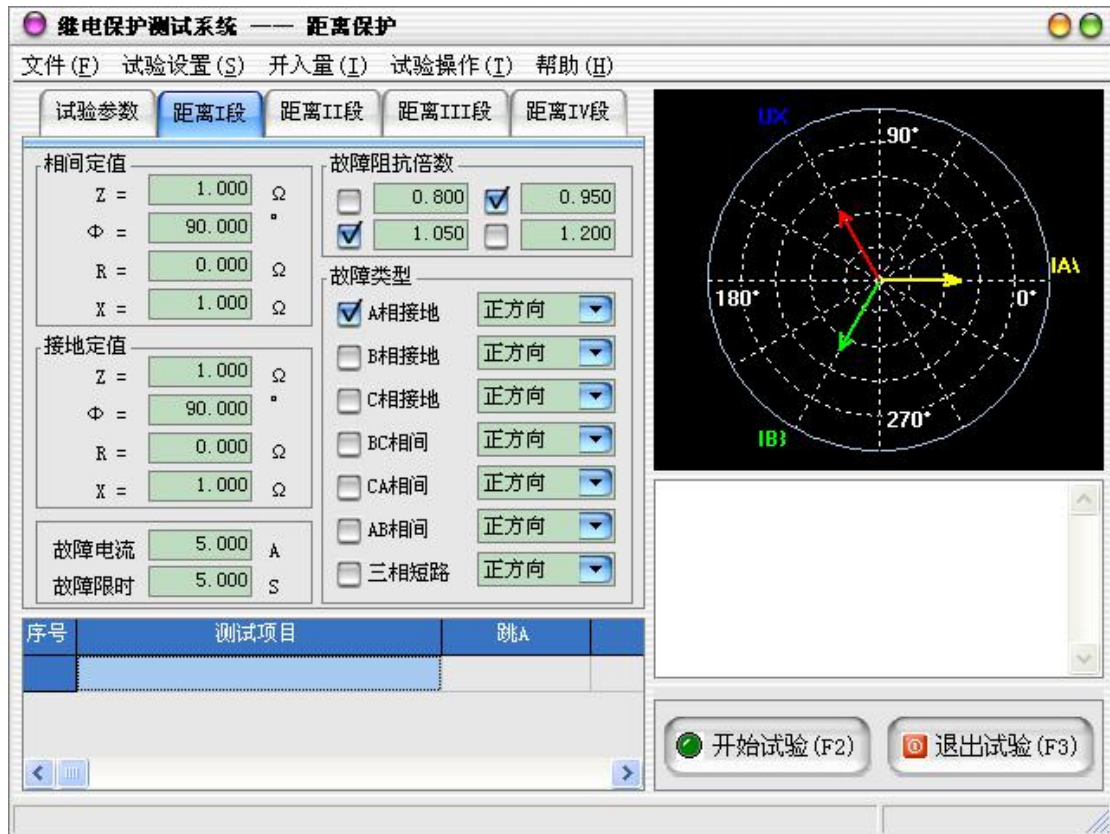 继电保护测试系统 —— 距离保护
文件(F) 试验设置(S) 开入量(I) 试验操作(T) 帮助(H)
试验参数 距离I段 距离II段 距离III段 距离IV段
相间定值
Z = 1.000 Ω
Φ = 90.000 °
R = 0.000 Ω
X = 1.000 Ω
接地定值
Z = 1.000 Ω
Φ = 90.000 °
R = 0.000 Ω
X = 1.000 Ω
故障电流 5.000 A
故障限时 5.000 S
故障阻抗倍数
0.800 0.950
1.050 1.200
故障类型
A相接地 正方向
B相接地 正方向
C相接地 正方向
BC相间 正方向
CA相间 正方向
AB相间 正方向
三相短路 正方向
90°
180°
0°
270°
序号 测试项目 跳A
开始试验(F2) 退出试验(F3)